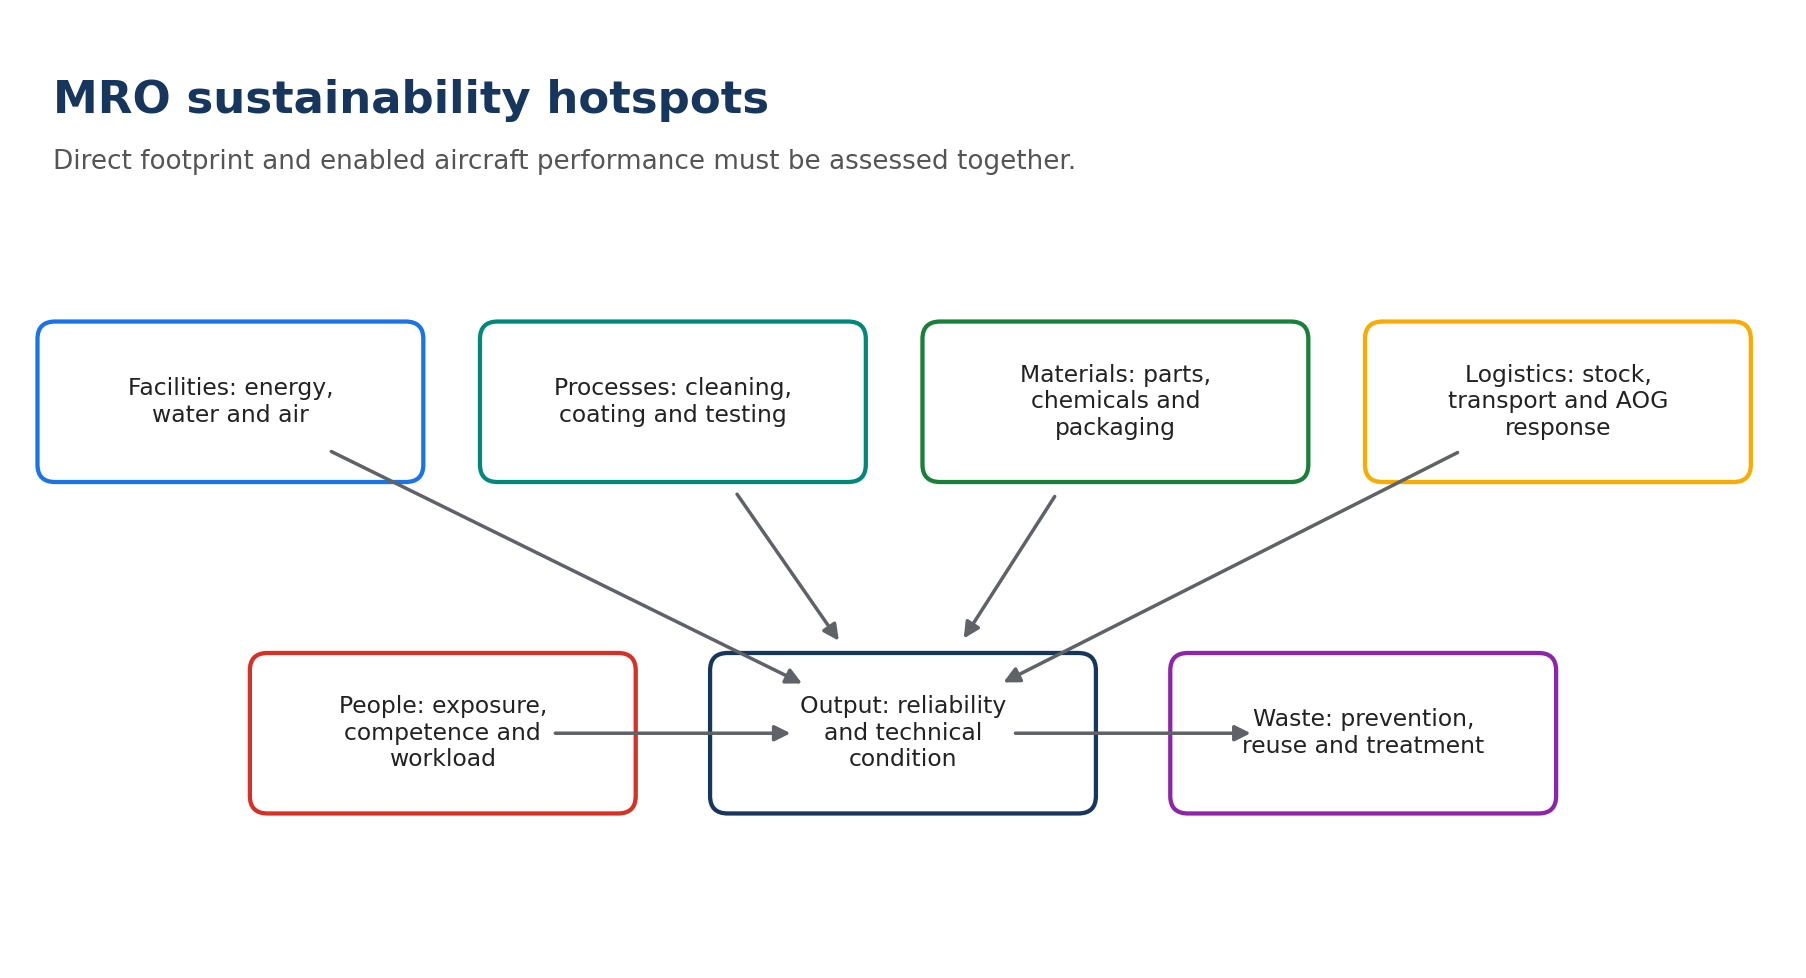 MRO sustainability hotspots
Direct footprint and enabled aircraft performance must be assessed together.
Facilities: energy,
water and air
Processes: cleaning,
coating and testing
Materials: parts,
chemicals and
packaging
Logistics: stock,
transport and AOG
response
People: exposure,
competence and
workload
Output: reliability
and technical
condition
Waste: prevention,
reuse and treatment